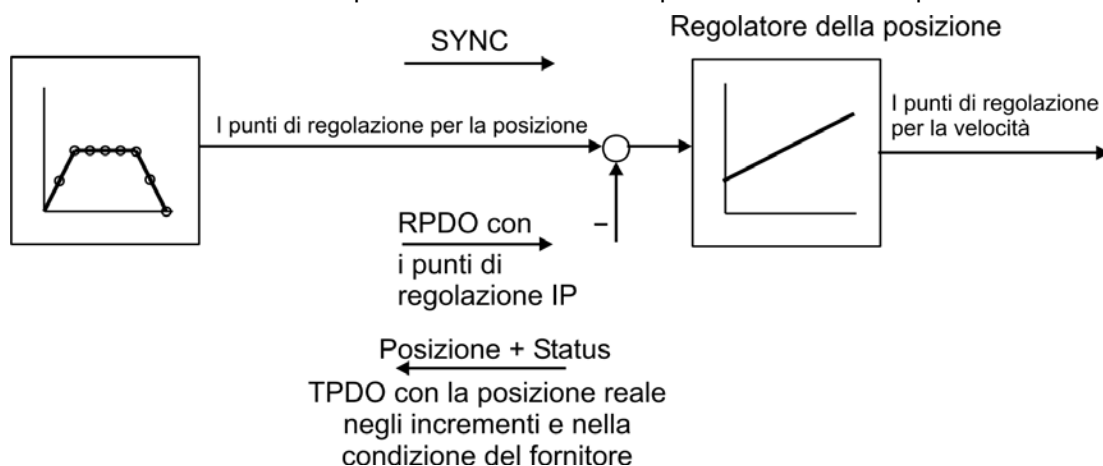 SYNC
Regolatore della posizione
I punti di regolazione per la posizione
I punti di regolazione
per la velocità
RPDO con
i punti di
regolazione IP
–
Posizione + Status
TPDO con la posizione reale
negli incrementi e nella
condizione del fornitore